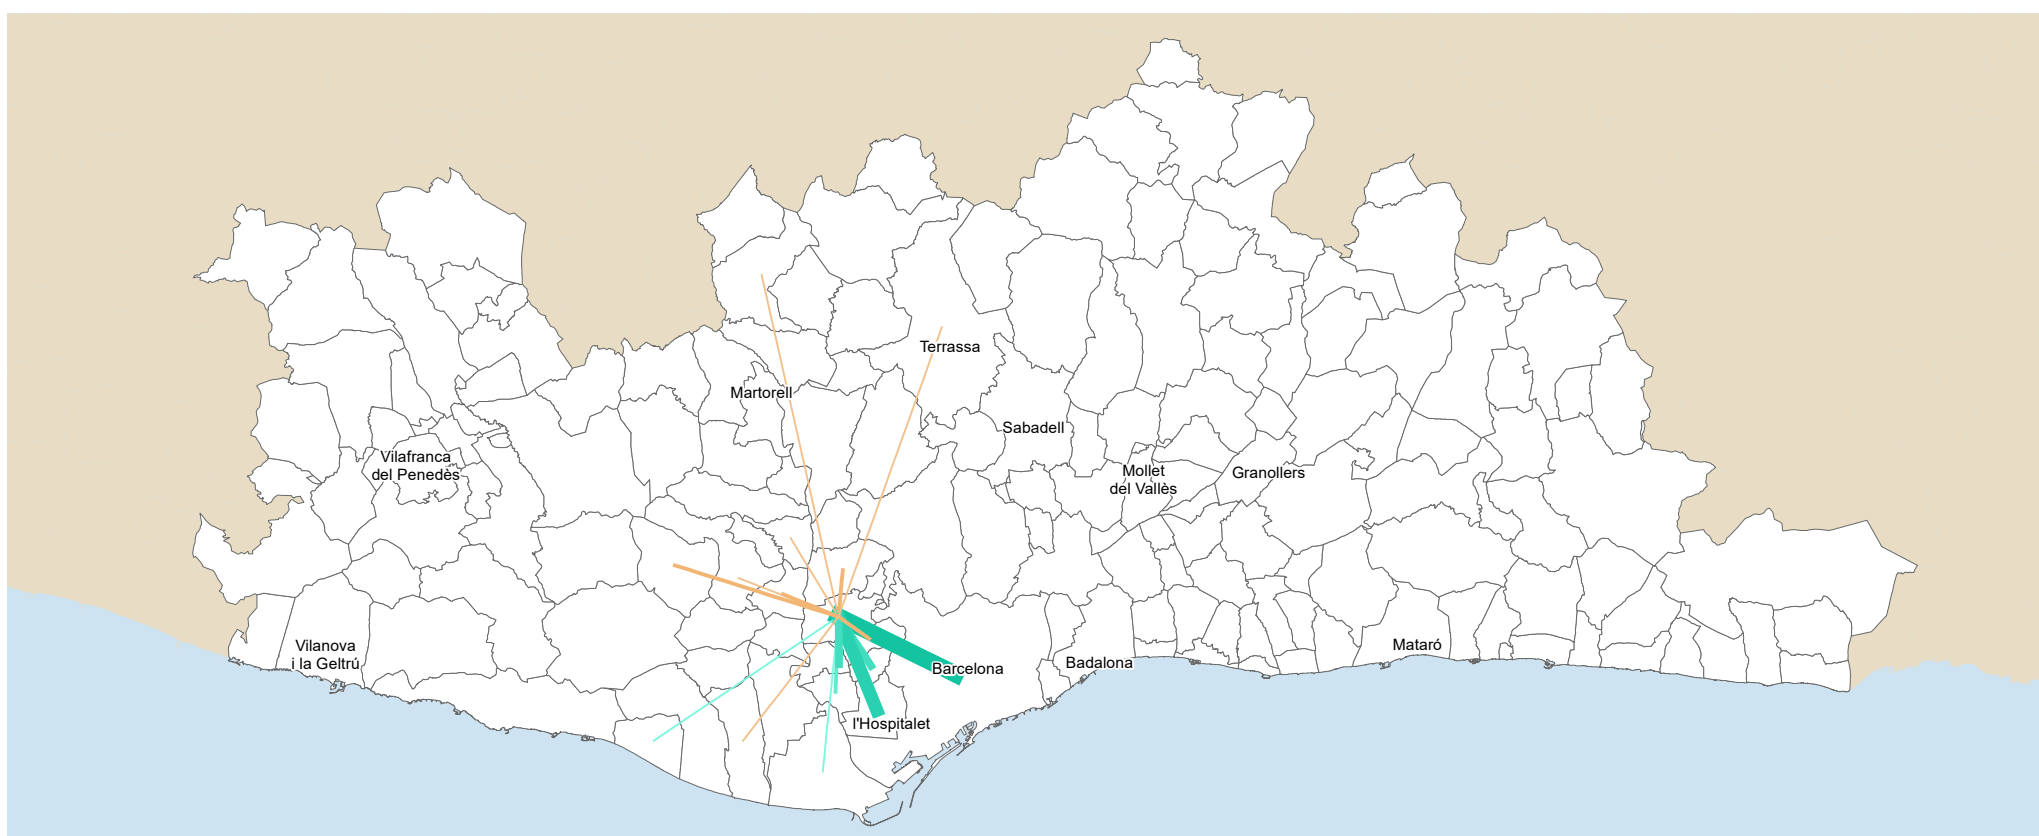 Terrassa
Martorell
Sabadell
Vilafranca
del Penedès
Mollet
del Vallès
Granollers
Vilanova
i la Geltrú
Barcelona
Badalona
Mataró
l'Hospitalet